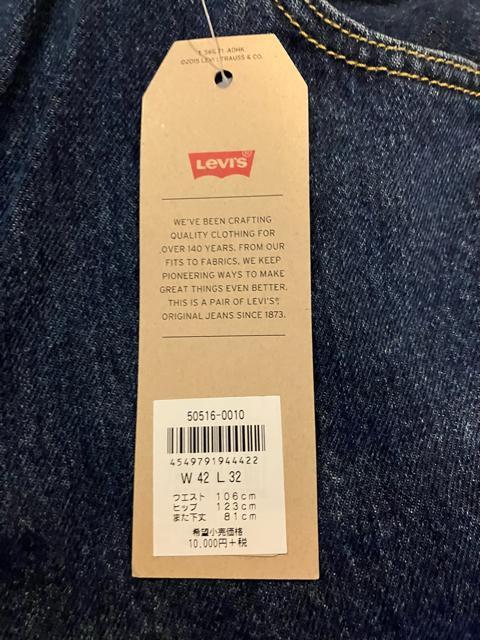 ©2015 LEVI STRAUSS & CO.
LEVI'S®
WE'VE BEEN CRAFTING
QUALITY CLOTHING FOR
OVER 140 YEARS. FROM OUR
FITS TO FABRICS, WE KEEP
PIONEERING WAYS TO MAKE
GREAT THINGS EVEN BETTER.
THIS IS A PAIR OF LEVI'S®
ORIGINAL JEANS SINCE 1873.
50516-0010
4549791944422
W 42 L 32
ウエスト 106cm
ヒップ 123cm
また下丈 81cm
希望小売価格
10,000円+税